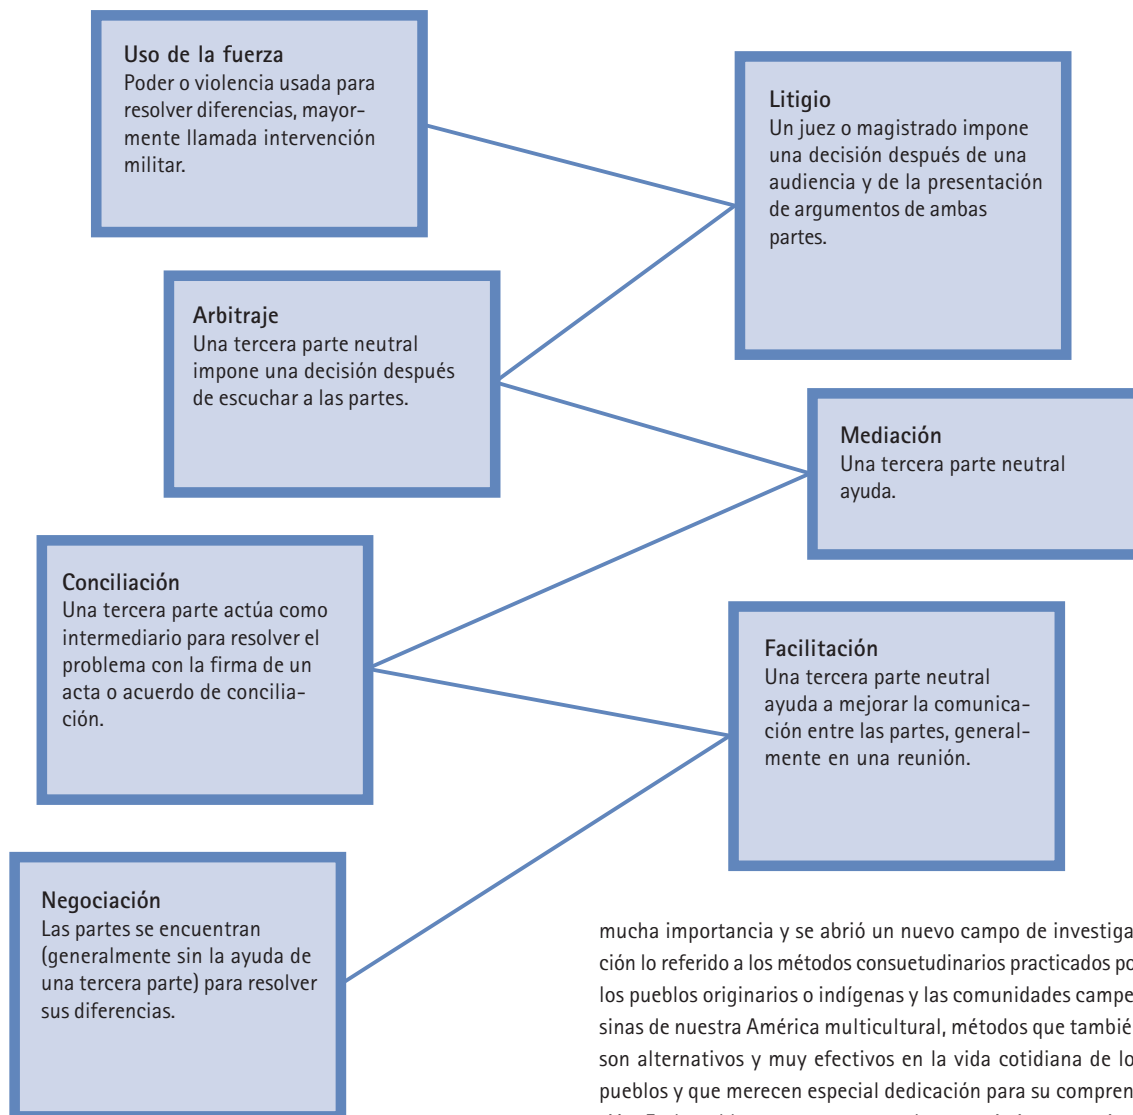 Uso de la fuerza
Poder o violencia usada para
resolver diferencias, mayor-
mente llamada intervención
militar.
Litigio
Un juez o magistrado impone
una decisión después de una
audiencia y de la presentación
de argumentos de ambas
partes.
Arbitraje
Una tercera parte neutral
impone una decisión después
de escuchar a las partes.
Mediación
Una tercera parte neutral
ayuda.
Conciliación
Una tercera parte actúa como
intermediario para resolver el
problema con la firma de un
acta o acuerdo de concilia-
ción.
Facilitación
Una tercera parte neutral
ayuda a mejorar la comunica-
ción entre las partes, general-
mente en una reunión.
Negociación
Las partes se encuentran
(generalmente sin la ayuda de
una tercera parte) para resolver
sus diferencias.
mucha importancia y se abrió un nuevo campo de investiga
ción lo referido a los métodos consuetudinarios practicados po
los pueblos originarios o indígenas y las comunidades campe
sinas de nuestra América multicultural, métodos que tambié
son alternativos y muy efectivos en la vida cotidiana de lo
pueblos y que merecen especial dedicación para su compren